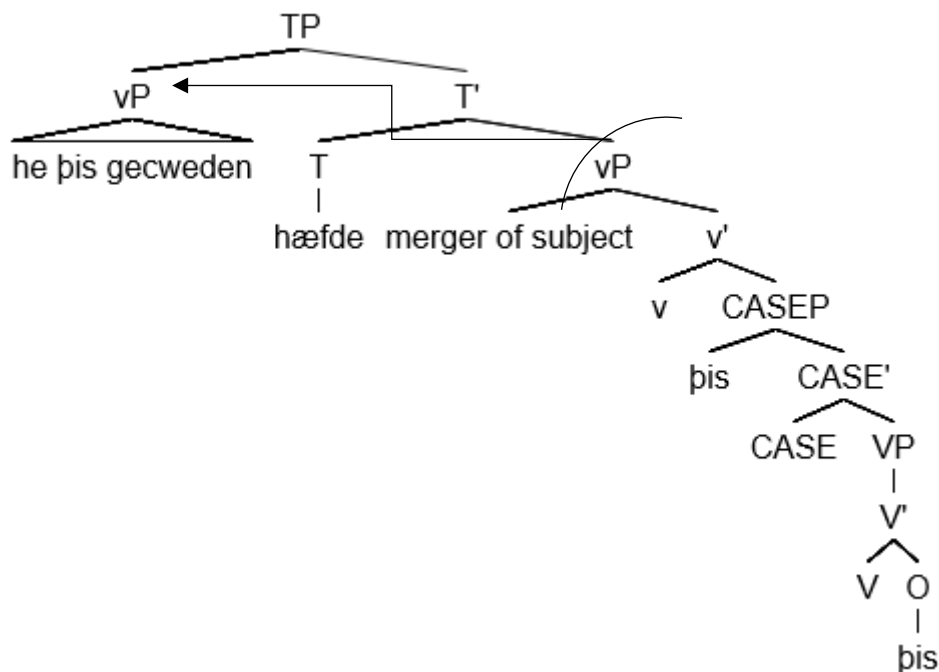 TP
vP T'
he þis gecweden T vP
hæfde merger of subject v'
v CASEP
þis CASE'
CASE VP
V'
V O
þis